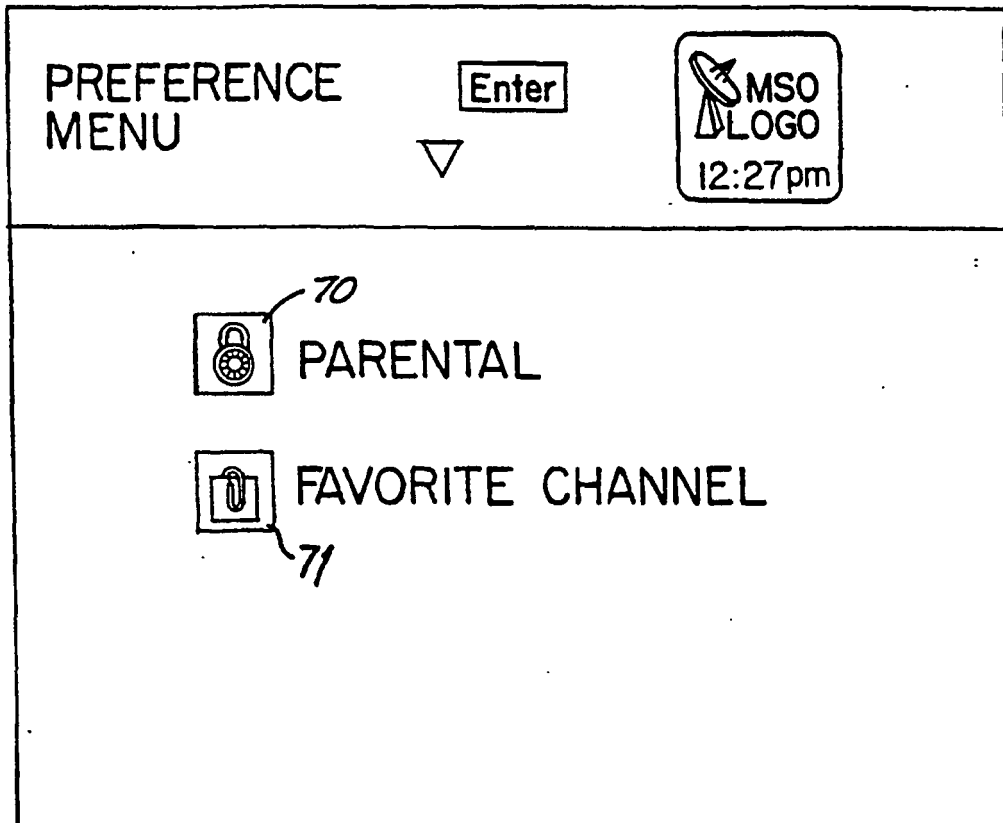 PREFERENCE
MENU
Enter
MSO
LOGO
12:27pm
70
PARENTAL
FAVORITE CHANNEL
71